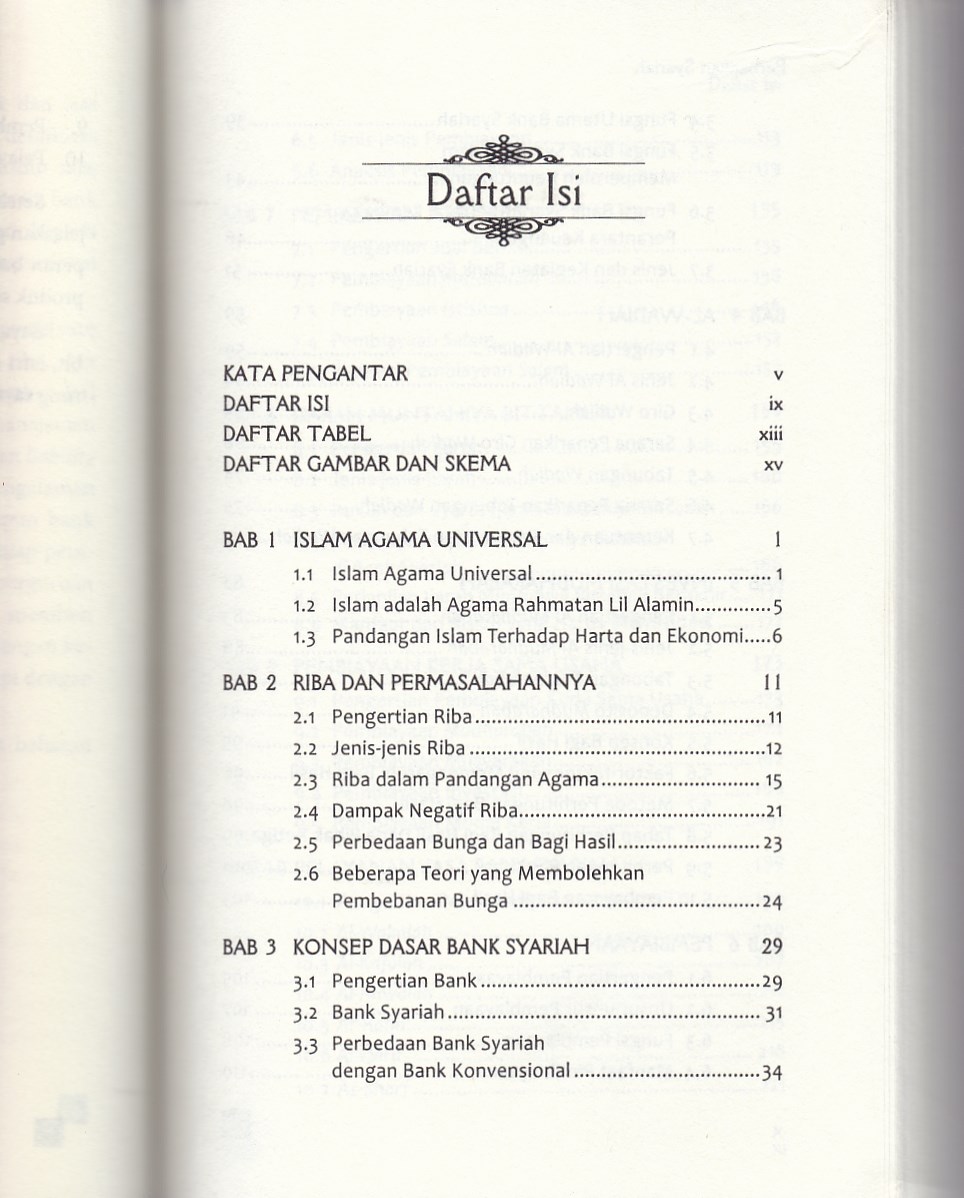 Daftar Isi
KATA PENGANTAR v
DAFTAR ISI ix
DAFTAR TABEL xiii
DAFTAR GAMBAR DAN SKEMA xv
BAB 1 ISLAM AGAMA UNIVERSAL 1
1.1 Islam Agama Universal.......................................... 1
1.2 Islam adalah Agama Rahmatan Lil Alamin.............5
1.3 Pandangan Islam Terhadap Harta dan Ekonomi.....6
BAB 2 RIBA DAN PERMASALAHANNYA 11
2.1 Pengertian Riba....................................................11
2.2 Jenis-jenis Riba .....................................................12
2.3 Riba dalam Pandangan Agama............................ 15
2.4 Dampak Negatif Riba............................................21
2.5 Perbedaan Bunga dan Bagi Hasil......................... 23
2.6 Beberapa Teori yang Membolehkan
Pembebanan Bunga ............................................24
BAB 3 KONSEP DASAR BANK SYARIAH 29
3.1 Pengertian Bank..................................................29
3.2 Bank Syariah ....................................................... 31
3.3 Perbedaan Bank Syariah
dengan Bank Konvensional .................................34